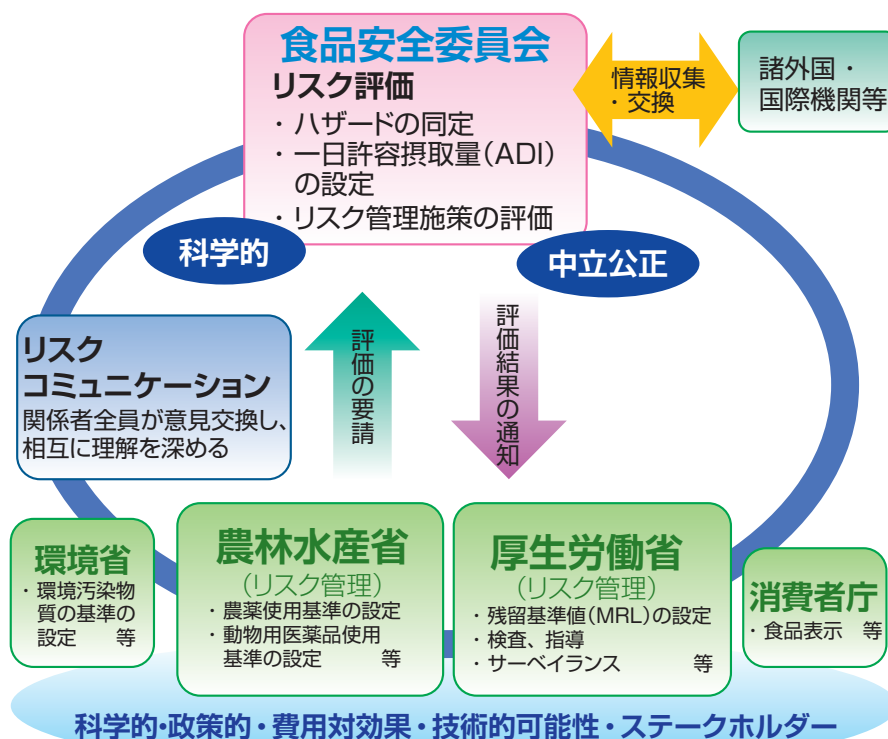 食品安全委員会
リスク評価
・ハザードの同定
・一日許容摂取量（ADI）
の設定
・リスク管理施策の評価
情報収集
・交換
諸外国・
国際機関等
科学的
中立公正
リスク
コミュニケーション
関係者全員が意見交換し、
相互に理解を深める
評価の要請
評価結果の通知
環境省
・環境汚染物
質の基準の
設定　等
農林水産省
（リスク管理）
・農薬使用基準の設定
・動物用医薬品使用
基準の設定　等
厚生労働省
（リスク管理）
・残留基準値（MRL）の設定
・検査、指導
・サーベイランス　等
消費者庁
・食品表示　等
科学的・政策的・費用対効果・技術的可能性・ステークホルダー